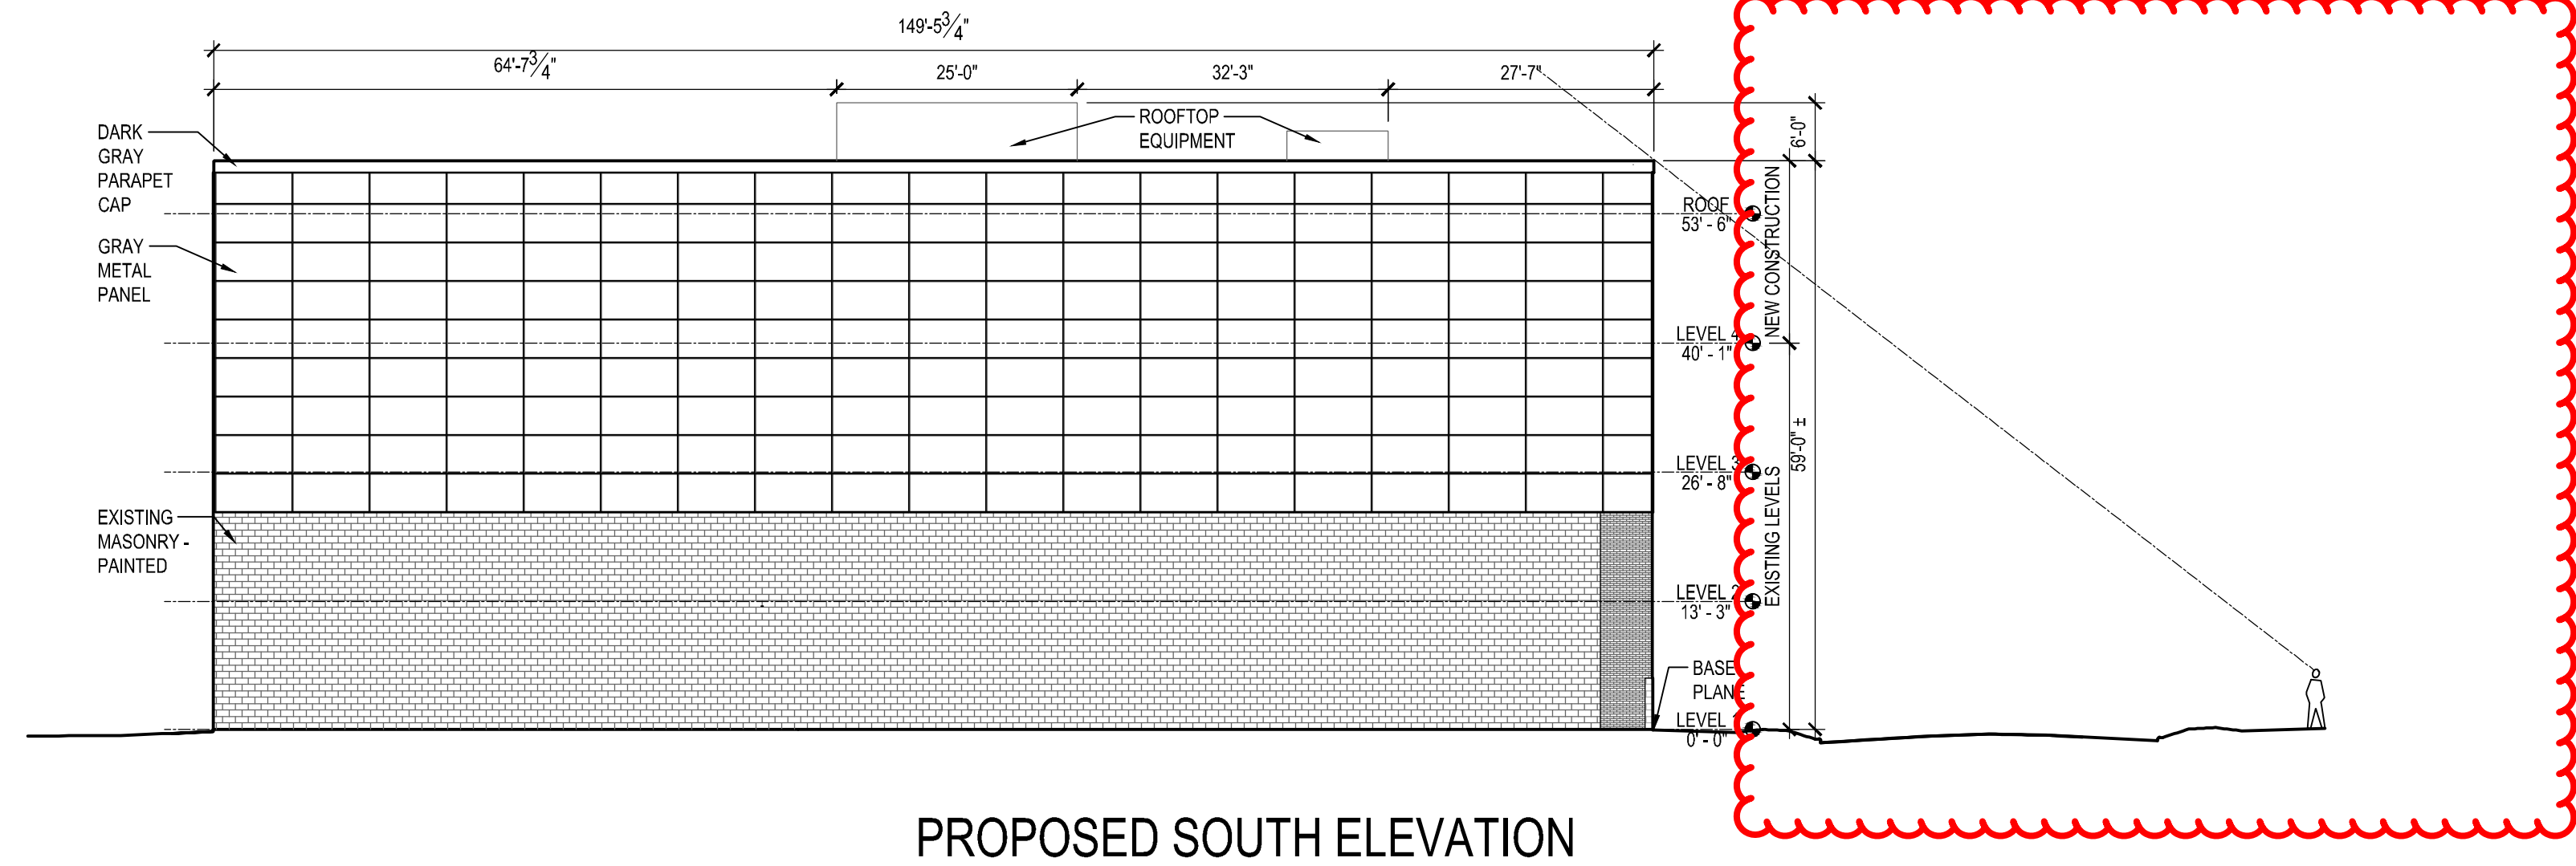 149'-5 3/4"
64'-7 3/4"
25'-0"
32'-3"
27'-7"
DARK
GRAY
PARAPET
CAP
ROOFTOP
EQUIPMENT
6'-0"
GRAY
METAL
PANEL
ROOF
53' - 6"
NEW CONSTRUCTION
LEVEL 4
40' - 1"
59'-0" ±
LEVEL 3
26' - 8"
EXISTING LEVELS
EXISTING
MASONRY -
PAINTED
LEVEL 2
13' - 3"
BASE
PLANE
LEVEL 1
0' - 0"
PROPOSED SOUTH ELEVATION